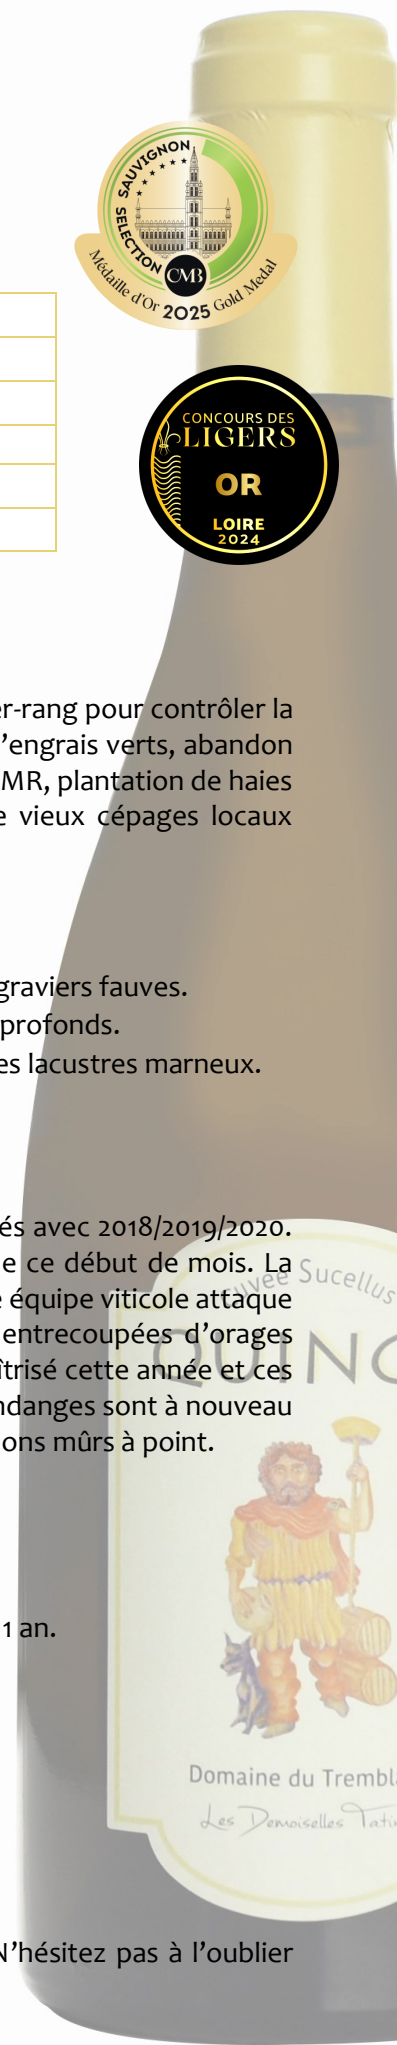 SAUVIGNON
SELECTION
CMB
Médaille d'Or 2025 Gold Medal
CONCOURS DES
LIGERS
OR
LOIRE
2024
er-rang pour contrôler la
'engrais verts, abandon
MR, plantation de haies
e vieux cépages locaux
graviers fauves.
profonds.
es lacustres marneux.
és avec 2018/2019/2020.
e ce début de mois. La
e équipe viticole attaque
entrecoupées d'orages
îtrisé cette année et ces
ndanges sont à nouveau
ons mûrs à point.
uvée Sucellus
QUINC
1 an.
Domaine du Trembla
Les Demoiselles Tatin
N'hésitez pas à l'oublier